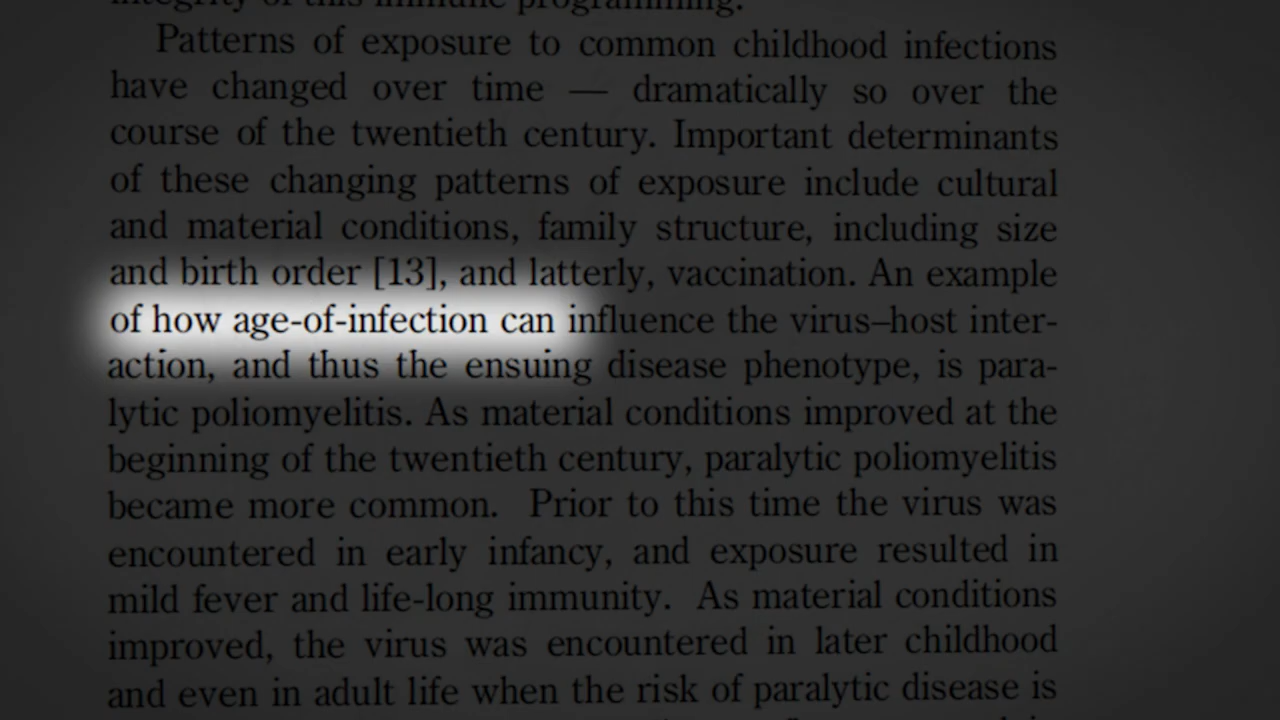 integrity of this immune programming.
Patterns of exposure to common childhood infections
have changed over time — dramatically so over the
course of the twentieth century. Important determinants
of these changing patterns of exposure include cultural
and material conditions, family structure, including size
and birth order [13], and latterly, vaccination. An example
of how age-of-infection can influence the virus–host inter-
action, and thus the ensuing disease phenotype, is para-
lytic poliomyelitis. As material conditions improved at the
beginning of the twentieth century, paralytic poliomyelitis
became more common. Prior to this time the virus was
encountered in early infancy, and exposure resulted in
mild fever and life-long immunity. As material conditions
improved, the virus was encountered in later childhood
and even in adult life when the risk of paralytic disease is